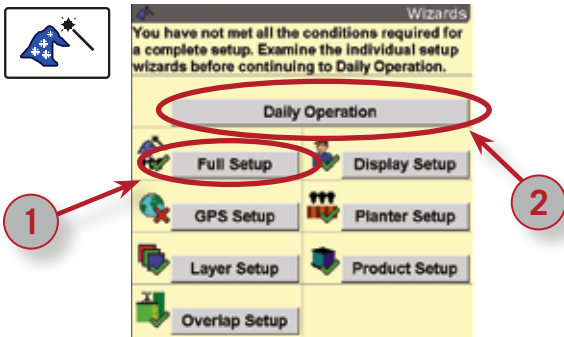 Wizards
You have not met all the conditions required for
a complete setup. Examine the individual setup
wizards before continuing to Daily Operation.
Daily Operation
Full Setup
Display Setup
1
2
GPS Setup
Planter Setup
Layer Setup
Product Setup
Overlap Setup